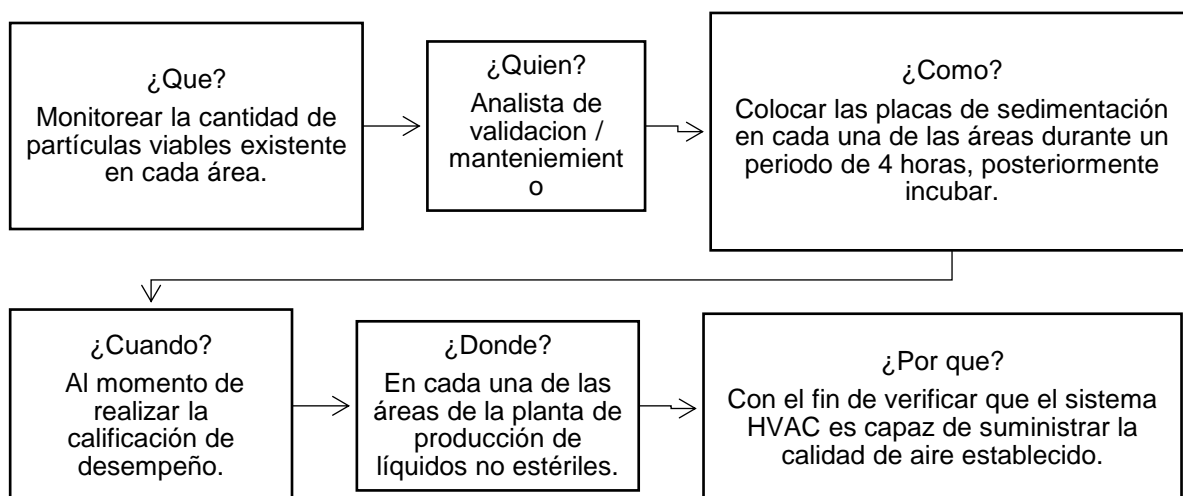 ¿Que?
Monitorear la cantidad de
partículas viables existente
en cada área.
¿Quien?
Analista de
validacion /
manteniemient
o
¿Como?
Colocar las placas de sedimentación
en cada una de las áreas durante un
periodo de 4 horas, posteriormente
incubar.
¿Cuando?
Al momento de
realizar la
calificación de
desempeño.
¿Donde?
En cada una de las
áreas de la planta de
producción de
líquidos no estériles.
¿Por que?
Con el fin de verificar que el sistema
HVAC es capaz de suministrar la
calidad de aire establecido.